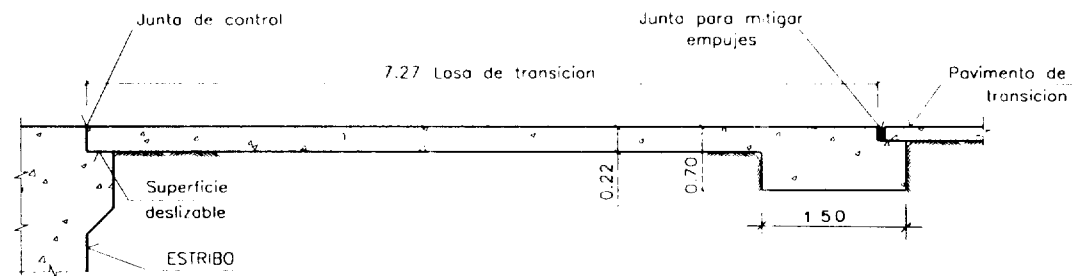 Junta de control
Junta para mitigar
empujes
7.27 Losa de transicion
Pavimento de
transicion
Superficie
deslizable
0.22
0.70
1 50
ESTRIBO